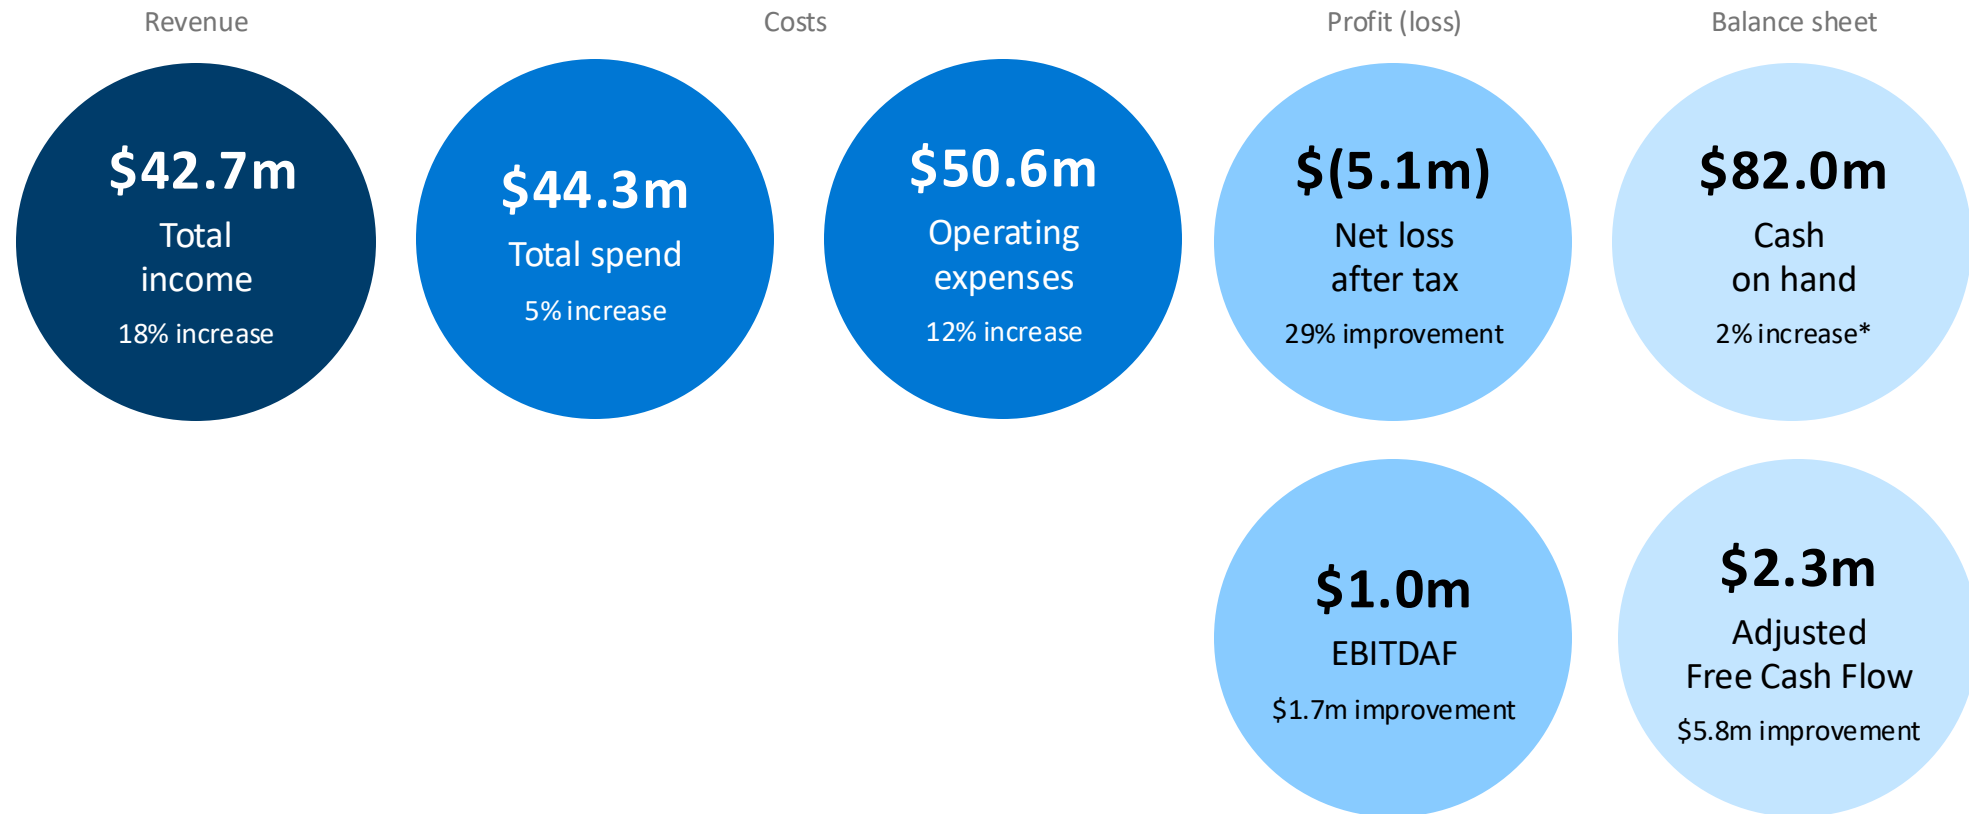 Revenue
Costs
Profit (loss)
Balance sheet
$42.7m
Total
income
18% increase
$44.3m
Total spend
5% increase
$50.6m
Operating
expenses
12% increase
$(5.1m)
Net loss
after tax
29% improvement
$82.0m
Cash
on hand
2% increase*
$1.0m
EBITDAF
$1.7m improvement
$2.3m
Adjusted
Free Cash Flow
$5.8m improvement